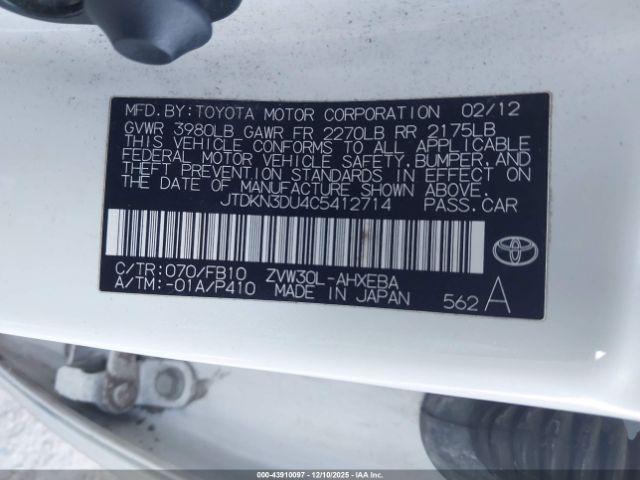 MFD.BY:TOYOTA MOTOR CORPORATION 02/12
GVWR 3980LB GAWR FR 2270LB RR 2175LB
THIS VEHICLE CONFORMS TO ALL APPLICABLE
FEDERAL MOTOR VEHICLE SAFETY,BUMPER,AND
THEFT PREVENTION STANDARDS IN EFFECT ON
THE DATE OF MANUFACTURE SHOWN ABOVE.
JTDKN3DU4C5412714 PASS.CAR
C/TR:070/FB10 ZVW30L-AHXEBA
A/TM:-01A/P410 MADE IN JAPAN
562 A
000-43910097 - 12/10/2025 - IAAI.CA